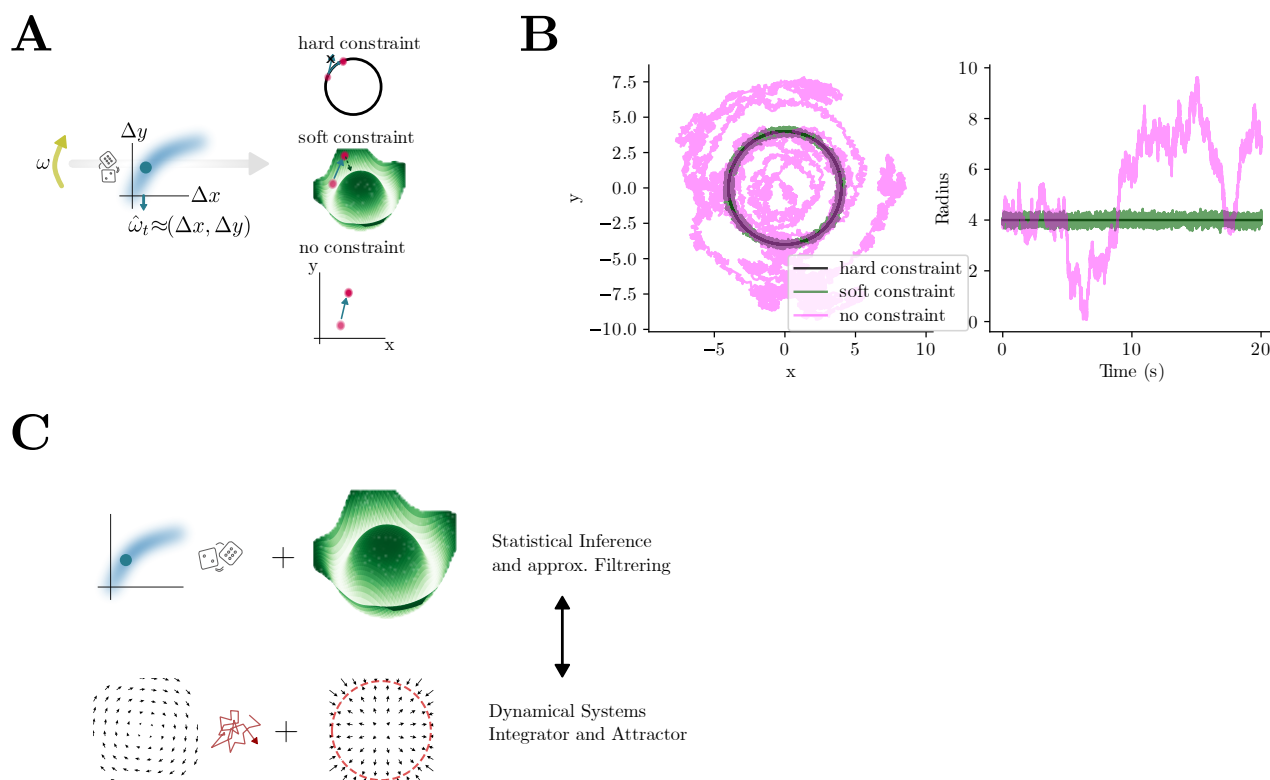 A
hard constraint
x
soft constraint
ω
Δy
Δx
ω̂ₜ≈(Δx, Δy)
no constraint
y
x
B
7.5
5.0
2.5
0.0
−2.5
−5.0
−7.5
−10.0
y
−5
0
5
10
x
hard constraint
soft constraint
no constraint
10
8
6
4
2
0
Radius
0
10
20
Time (s)
C
+
Statistical Inference
and approx. Filtrering
+
Dynamical Systems
Integrator and Attractor